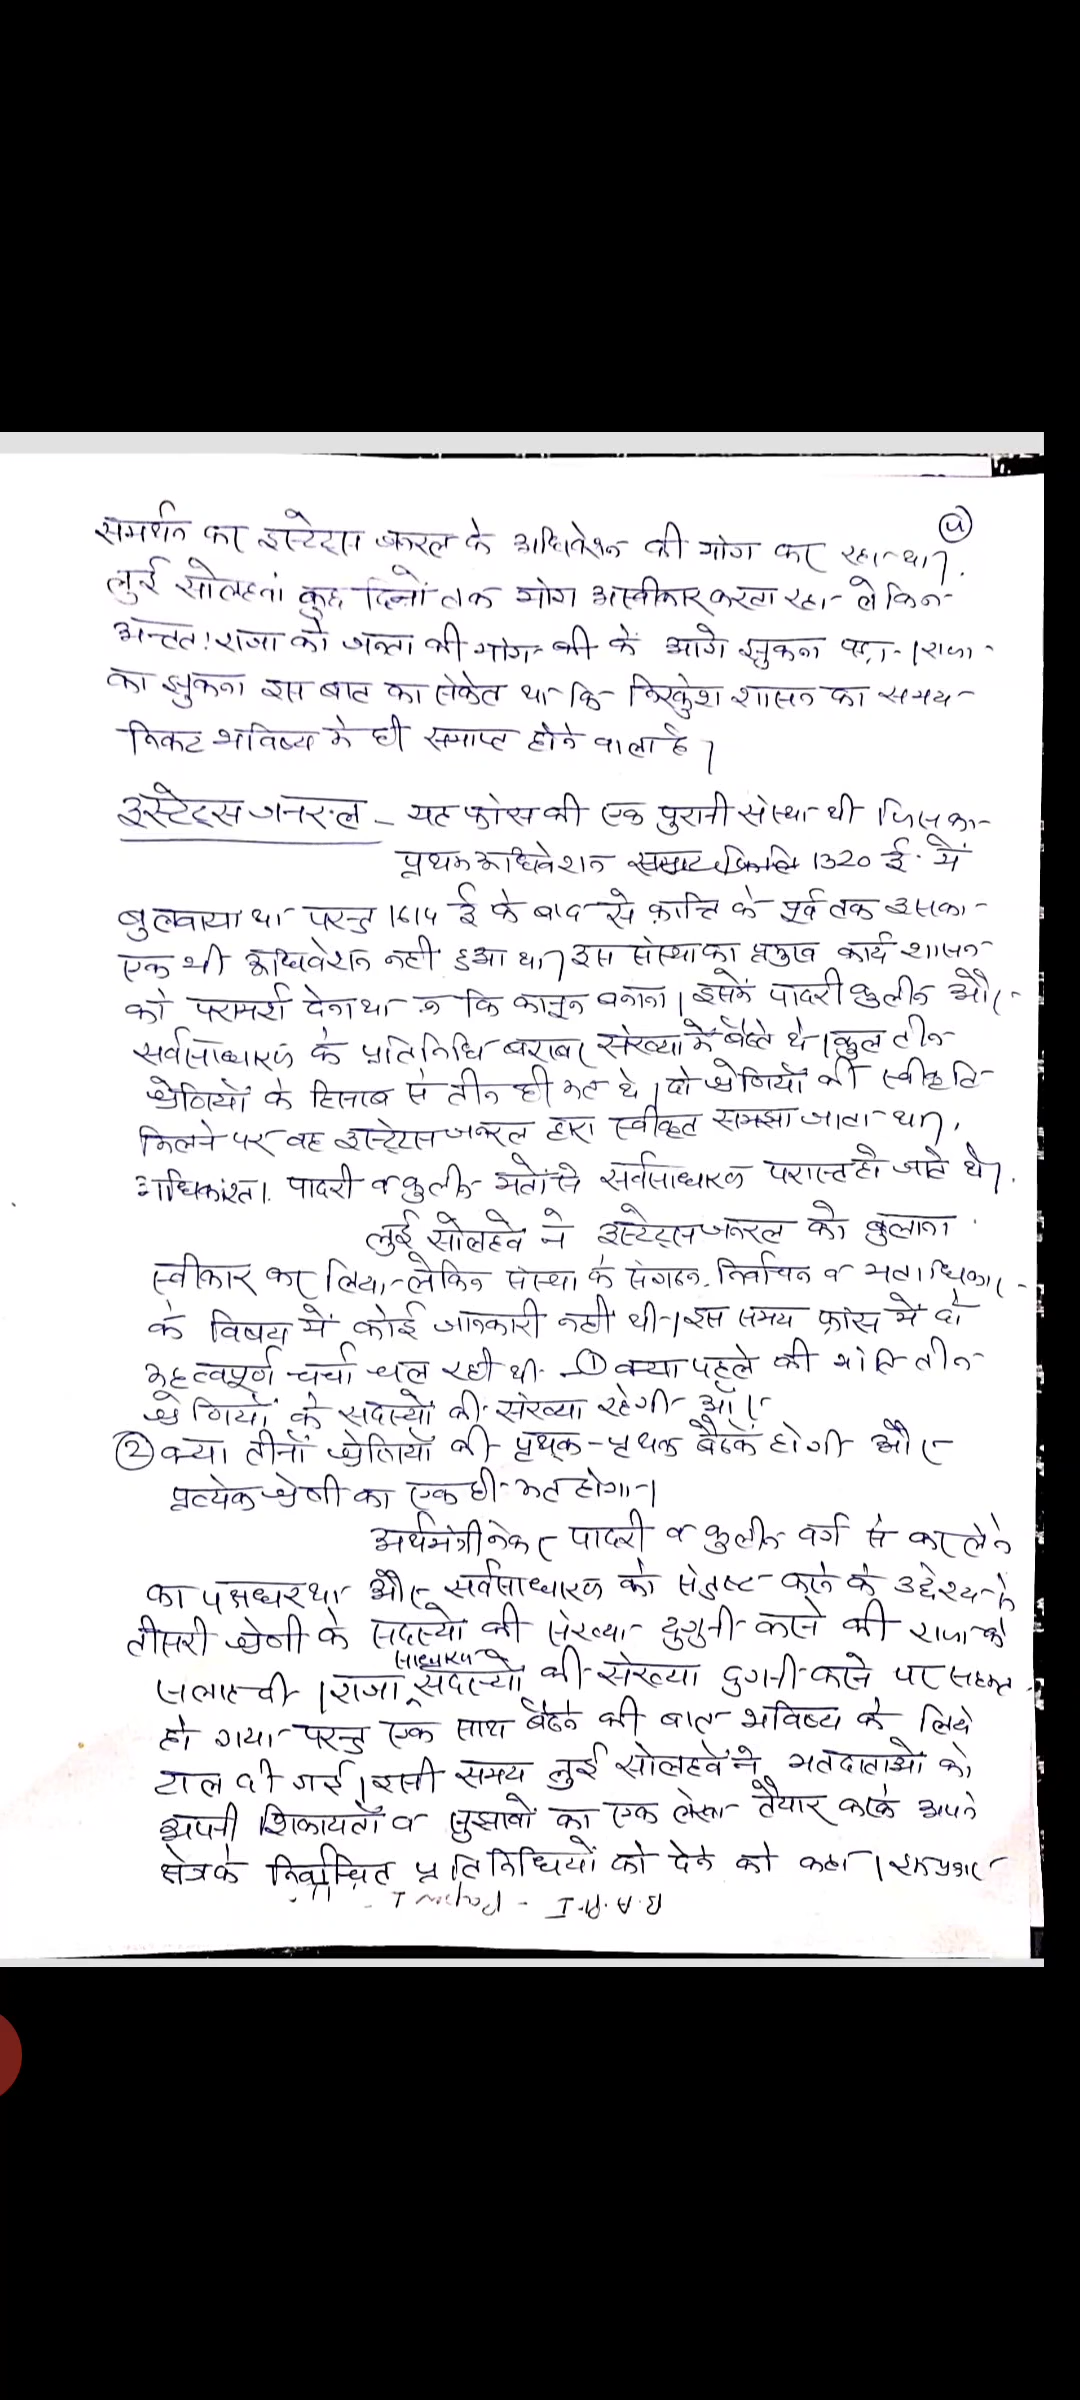 (५)
समर्थन कर इस्टेट्स जनरल के अधिवेशन की मांग कर रहा था।
लुई सोलहवां कुछ दिनों तक मांग अस्वीकार करता रहा लेकिन
अन्तत: राजा को जनता की मांग की के आगे झुकना पड़ा। राजा
का झुकना इस बात का संकेत था कि निरकुंश शासन का समय
निकट भविष्य मे ही समाप्त होने वाला है।
इस्टेट्स जनरल - यह फ्रांस की एक पुरानी संस्था थी जिसका
प्रथम अधिवेशन सम्राट 1320 ई. में
बुलवाया था परन्तु 1614 ई के बाद से क्रान्ति के पूर्व तक इसका
एक भी अधिवेशन नही हुआ था। इस संस्था का प्रमुख कार्य शासन
को परामर्श देना था न कि कानून बनाना। इसमें पादरी कुलीन और
सर्वसाधारण के प्रतिनिधि बराबर संख्या में बैठते थे। कुल तीन
श्रेणियों के हिसाब से तीन ही मत थे। दो श्रेणियों की स्वीकृति
मिलने पर वह इस्टेट्स जनरल द्वारा स्वीकृत समझा जाता था।
अधिकांशत। पादरी व कुलीन मतों से सर्वसाधारण परास्त हो जाते थे।
लुई सोलहवे ने इस्टेट्स जनरल को बुलाना
स्वीकार कर लिया लेकिन संस्था के संगठन, निर्वाचन व मताधिकार
के विषय में कोई जानकारी नही थी। इस समय फ्रांस में दो
महत्वपूर्ण चर्चा चल रही थी - ① क्या पहले की भांति तीन
श्रेणियों के सदस्यों की संख्या रहेगी और
② क्या तीनों श्रेणियों की पृथक - पृथक बैठकें होगी और
प्रत्येक श्रेणी का एक ही मत होगा।
अर्थमंत्री नेकर पादरी व कुलीन वर्ग से कर लेने
का पक्षधर था और सर्वसाधारण को संतुष्ट करने के उद्देश्य से
तीसरी श्रेणी के सदस्यो की संख्या दुगुनी करने की राजा को
सलाह दी। राजा साधारण सदस्यो की संख्या दुगनी करने पर सहमत
हो गया परन्तु एक साथ बैठने की बात भविष्य के लिये
टाल दी गई। इसी समय लुई सोलहवें ने मतदाताओ को
अपनी शिकायतों व सुझावों का एक लेखा तैयार करके अपने
क्षेत्र के निर्वाचित प्रतिनिधियों को देने को कहा। इस प्रकार